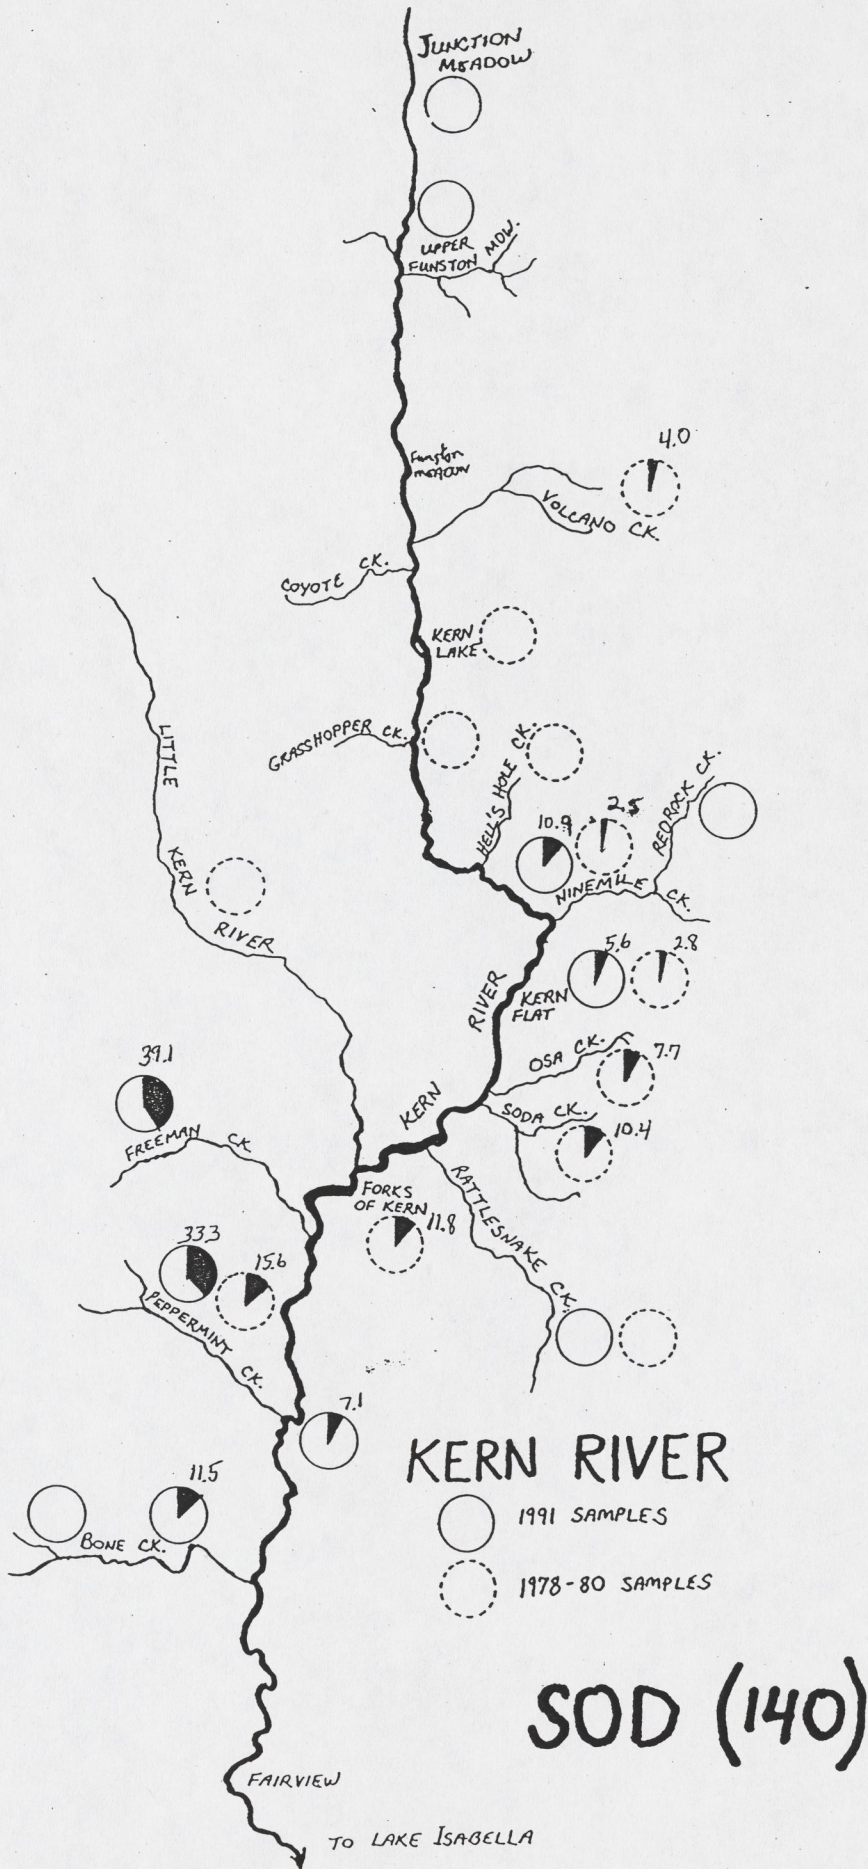 JUNCTION
MEADOW
UPPER
FUNSTON MDW.
4.0
Funston
MEADOW
VOLCANO CK.
COYOTE CK.
KERN
LAKE
GRASSHOPPER CK.
HELL'S HOLE CK.
LITTLE
KERN
RIVER
10.9
2.5
REDROCK CK.
NINEMILE CK.
5.6
2.8
KERN
FLAT
RIVER
KERN
OSA CK.
7.7
SODA CK.
10.4
39.1
FREEMAN CK
FORKS
OF KERN
11.8
RATTLESNAKE CK.
33.3
15.6
PEPPERMINT CK.
7.1
11.5
BONE CK.
KERN RIVER
1991 SAMPLES
1978-80 SAMPLES
SOD (140)
FAIRVIEW
TO LAKE ISABELLA